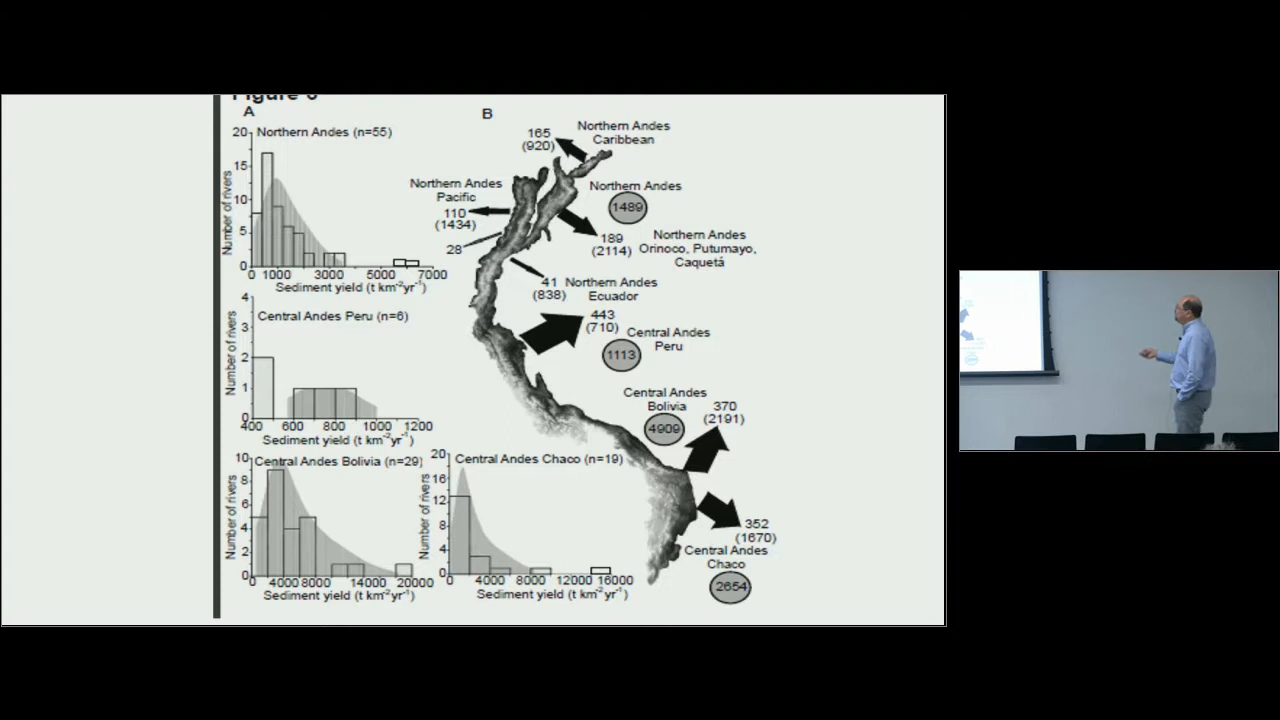 Figure 6
A
Northern Andes (n=55)
20
15
10
5
0
Number of rivers
0 1000 3000 5000 7000
Sediment yield (t km⁻²yr⁻¹)
Central Andes Peru (n=6)
4
3
2
1
0
Number of rivers
400 600 800 1000 1200
Sediment yield (t km⁻²yr⁻¹)
Central Andes Bolivia (n=29)
10
8
6
4
2
0
Number of rivers
0 4000 8000 14000 20000
Sediment yield (t km⁻²yr⁻¹)
Central Andes Chaco (n=19)
20
16
12
8
4
0
Number of rivers
0 4000 8000 12000 16000
Sediment yield (t km⁻²yr⁻¹)
B
165
(920)
Northern Andes
Caribbean
Northern Andes
Pacific
110
(1434)
28
Northern Andes
1489
189
(2114)
Northern Andes
Orinoco, Putumayo,
Caquetá
41
(838)
Northern Andes
Ecuador
443
(710)
Central Andes
Peru
1113
Central Andes
Bolivia
4909
370
(2191)
352
(1670)
Central Andes
Chaco
2654